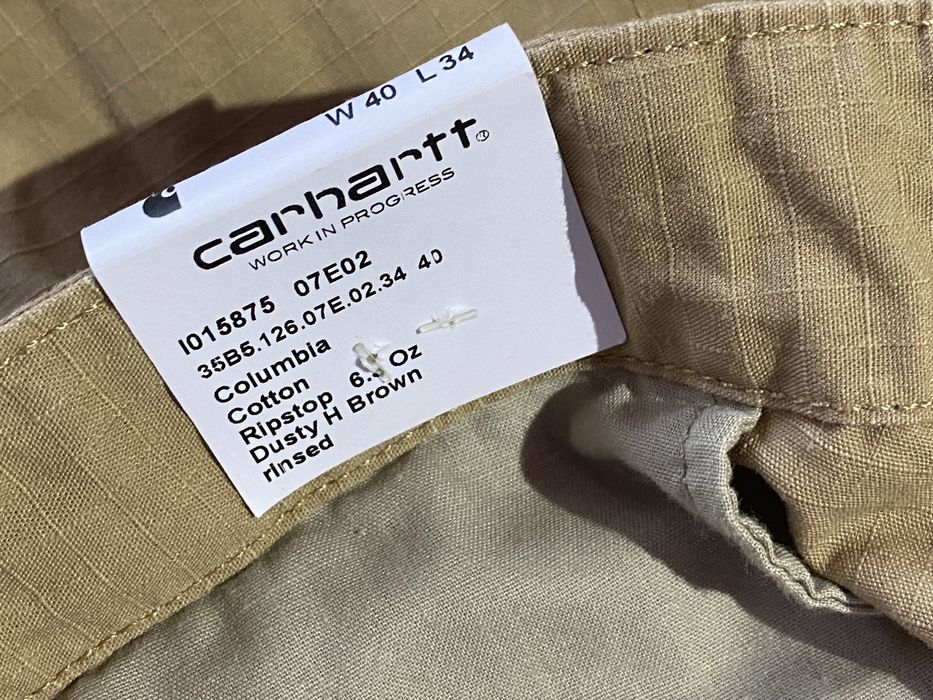 W 40 L 34
carhartt®
WORK IN PROGRESS
I015875 07E02
35B5.126.07E.02.34 40
Columbia
Cotton
Ripstop Oz
Dusty H Brown
rInsed